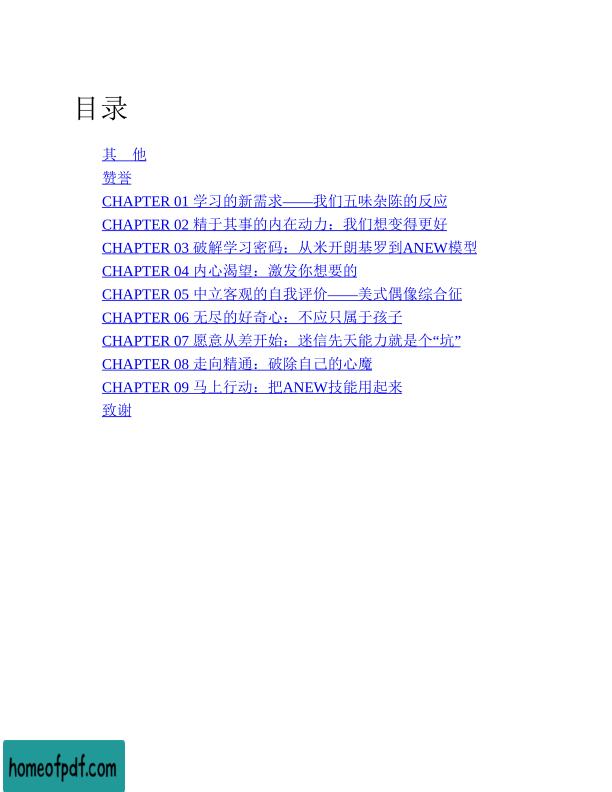 目录
其　他
赞誉
CHAPTER 01 学习的新需求——我们五味杂陈的反应
CHAPTER 02 精于其事的内在动力：我们想变得更好
CHAPTER 03 破解学习密码：从米开朗基罗到ANEW模型
CHAPTER 04 内心渴望：激发你想要的
CHAPTER 05 中立客观的自我评价——美式偶像综合征
CHAPTER 06 无尽的好奇心：不应只属于孩子
CHAPTER 07 愿意从差开始：迷信先天能力就是个“坑”
CHAPTER 08 走向精通：破除自己的心魔
CHAPTER 09 马上行动：把ANEW技能用起来
致谢
homeofpdf.com